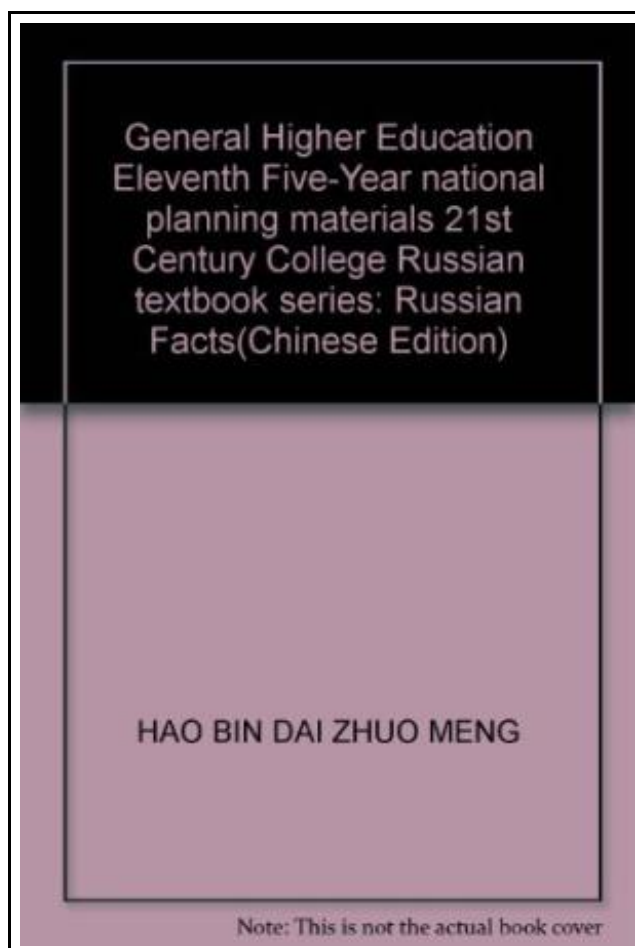 General Higher Education
Eleventh Five-Year national
planning materials 21st
Century College Russian
textbook series: Russian
Facts(Chinese Edition)
HAO BIN DAI ZHUO MENG
Note: This is not the actual book cover